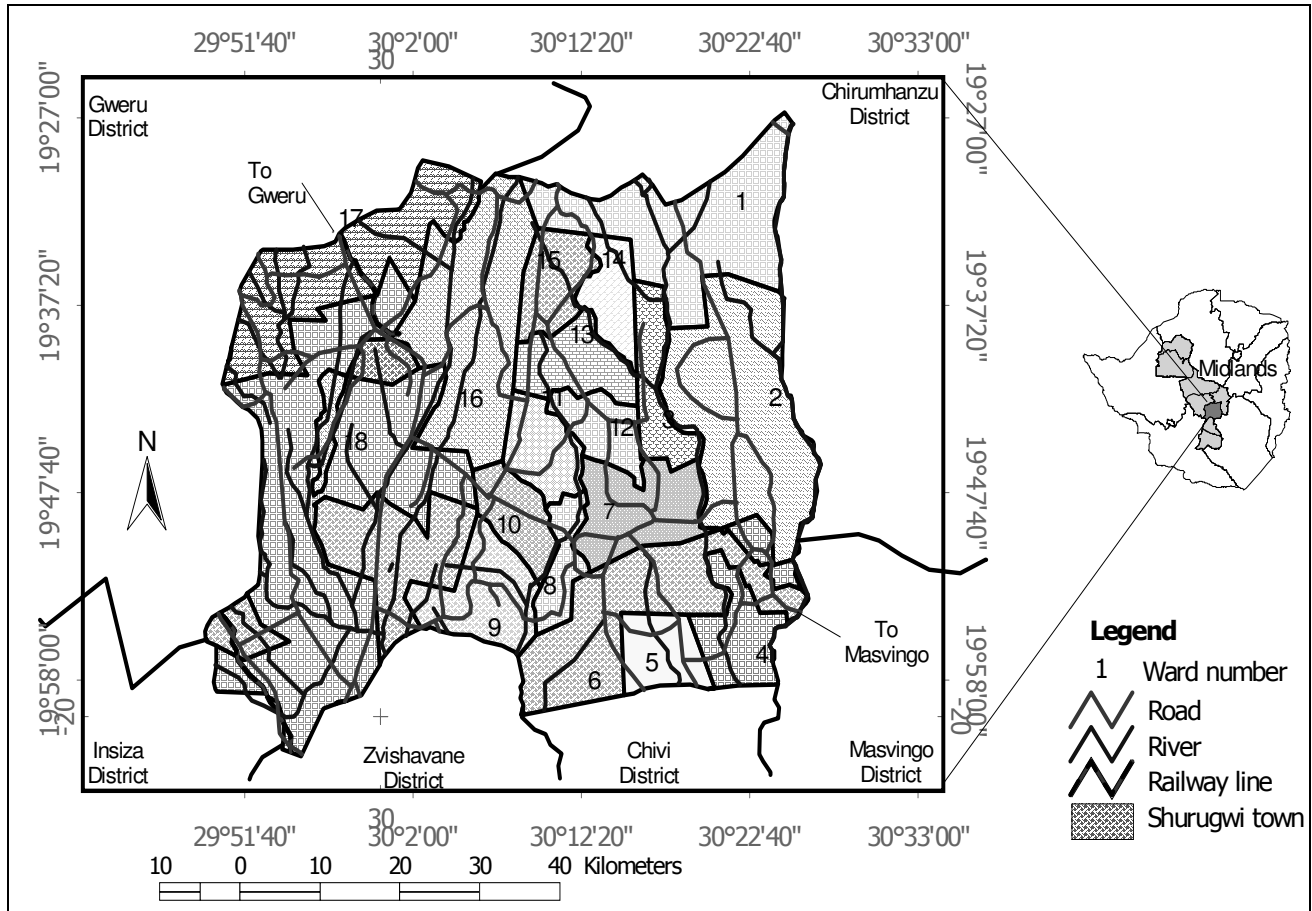 29°51'40"
30°2'00"
30°12'20"
30°22'40"
30°33'00"
30
19°27'00"
19°27'00"
Gweru
District
Chirumhanzu
District
To
Gweru
17
1
15
14
19°37'20"
19°37'20"
13
Midlands
16
11
2
12
3
18
N
19°47'40"
19°47'40"
10
7
8
9
To
Masvingo
5
4
6
19°58'00"
-20
19°58'00"
-20
Insiza
District
Zvishavane
District
Chivi
District
Masvingo
District
Legend
1 Ward number
Road
River
Railway line
Shurugwi town
30
29°51'40"
30°2'00"
30°12'20"
30°22'40"
30°33'00"
10 0 10 20 30 40 Kilometers